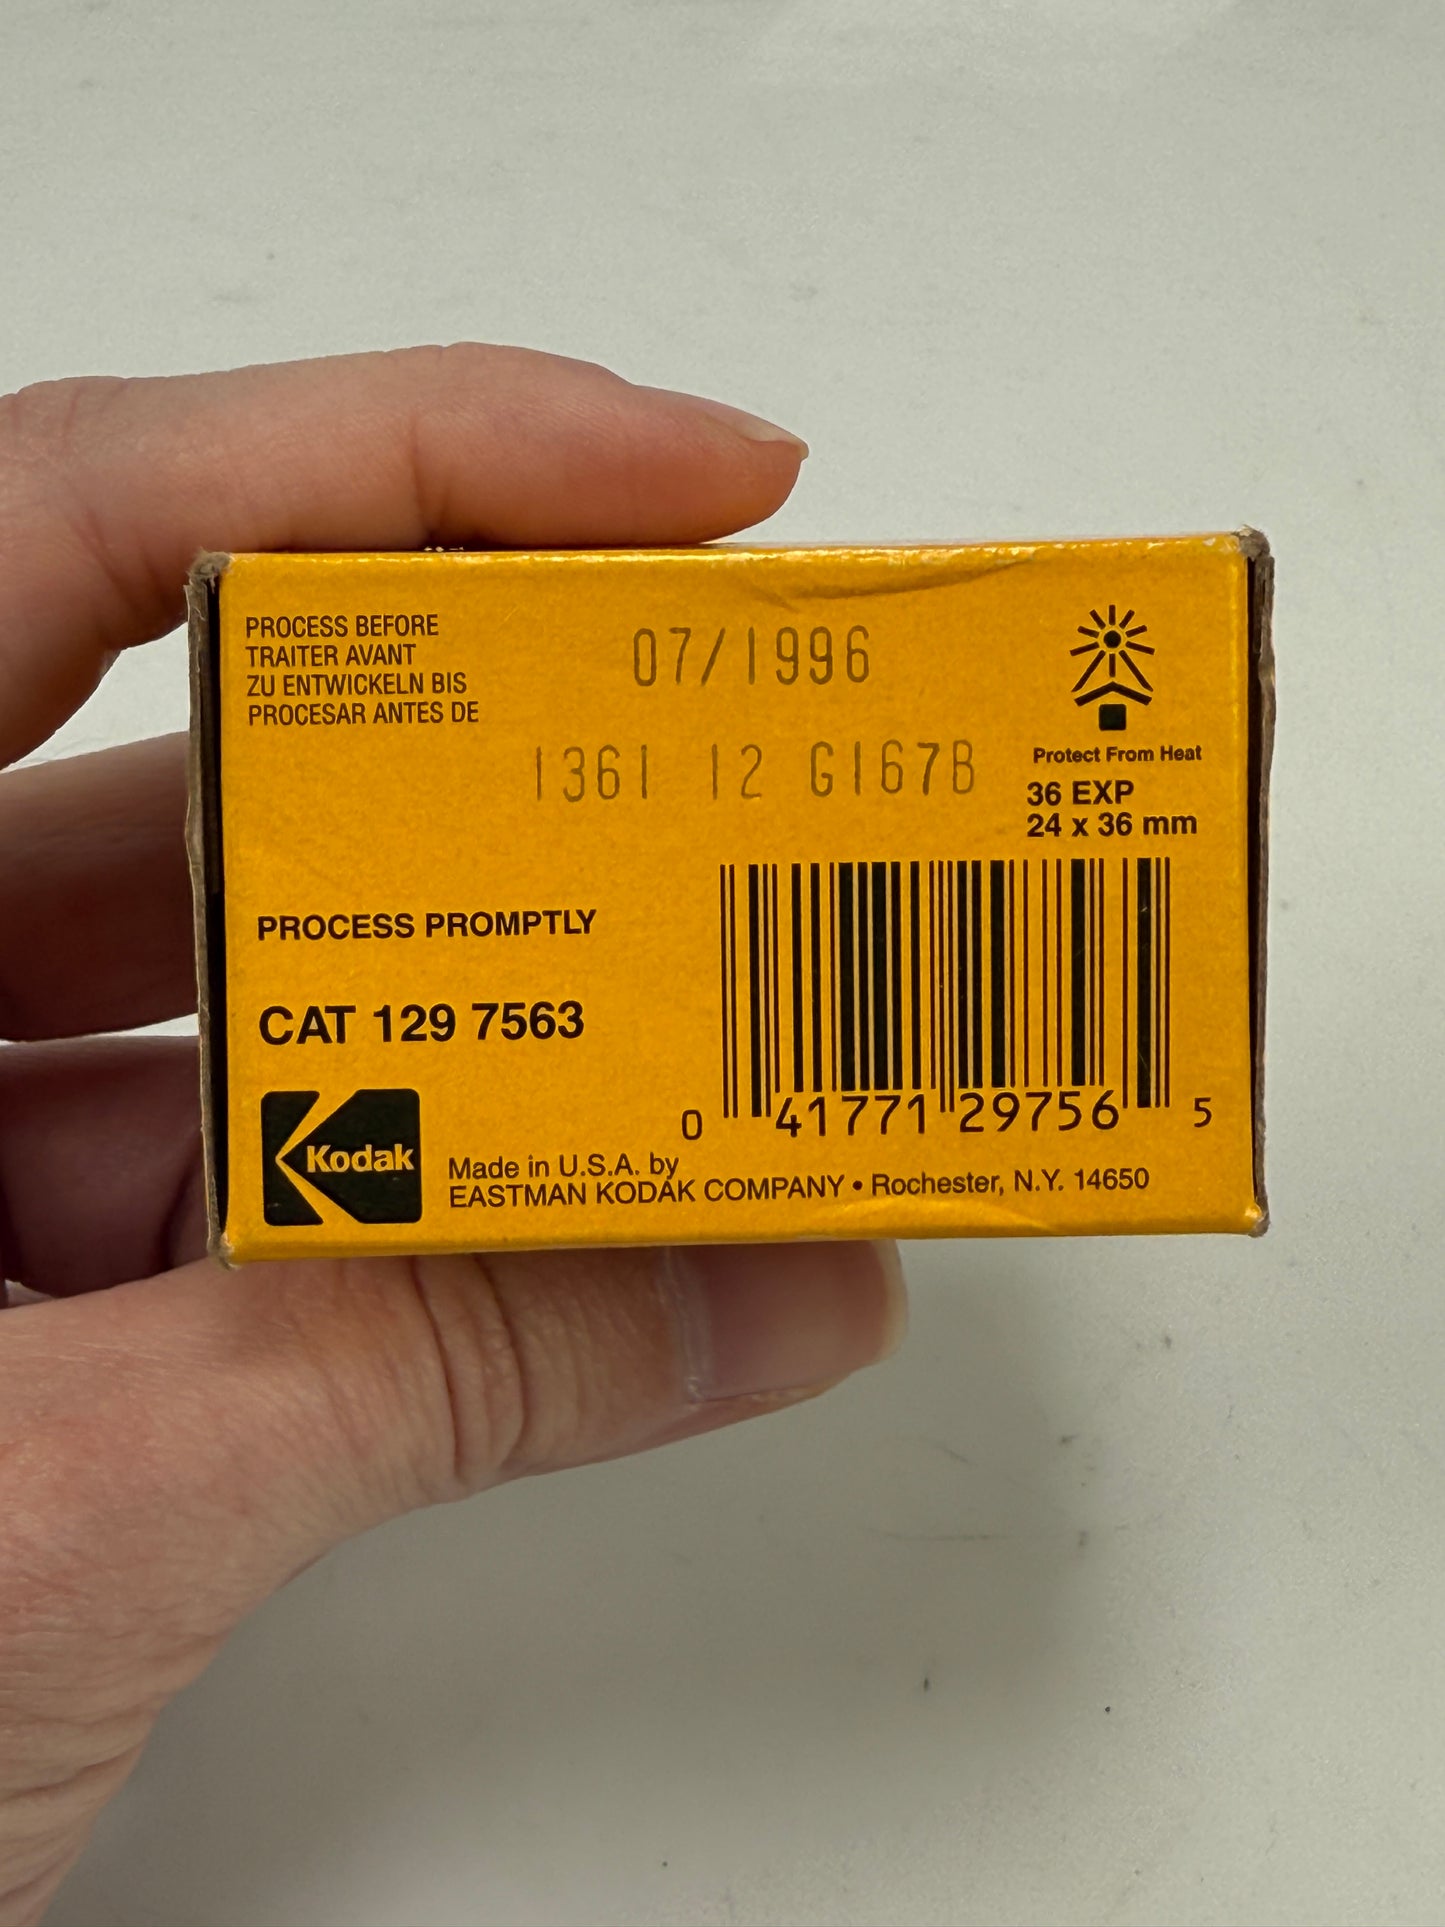 PROCESS BEFORE
TRAITER AVANT
ZU ENTWICKELN BIS
PROCESAR ANTES DE
07/1996
1361 12 G167B
Protect From Heat
36 EXP
24 x 36 mm
PROCESS PROMPTLY
CAT 129 7563
0 41771 29756 5
Kodak
Made in U.S.A. by
EASTMAN KODAK COMPANY • Rochester, N.Y. 14650